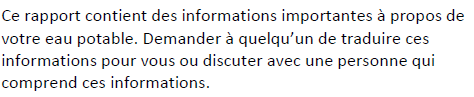 Ce rapport contient des informations importantes à propos de
votre eau potable. Demander à quelqu’un de traduire ces
informations pour vous ou discuter avec une personne qui
comprend ces informations.